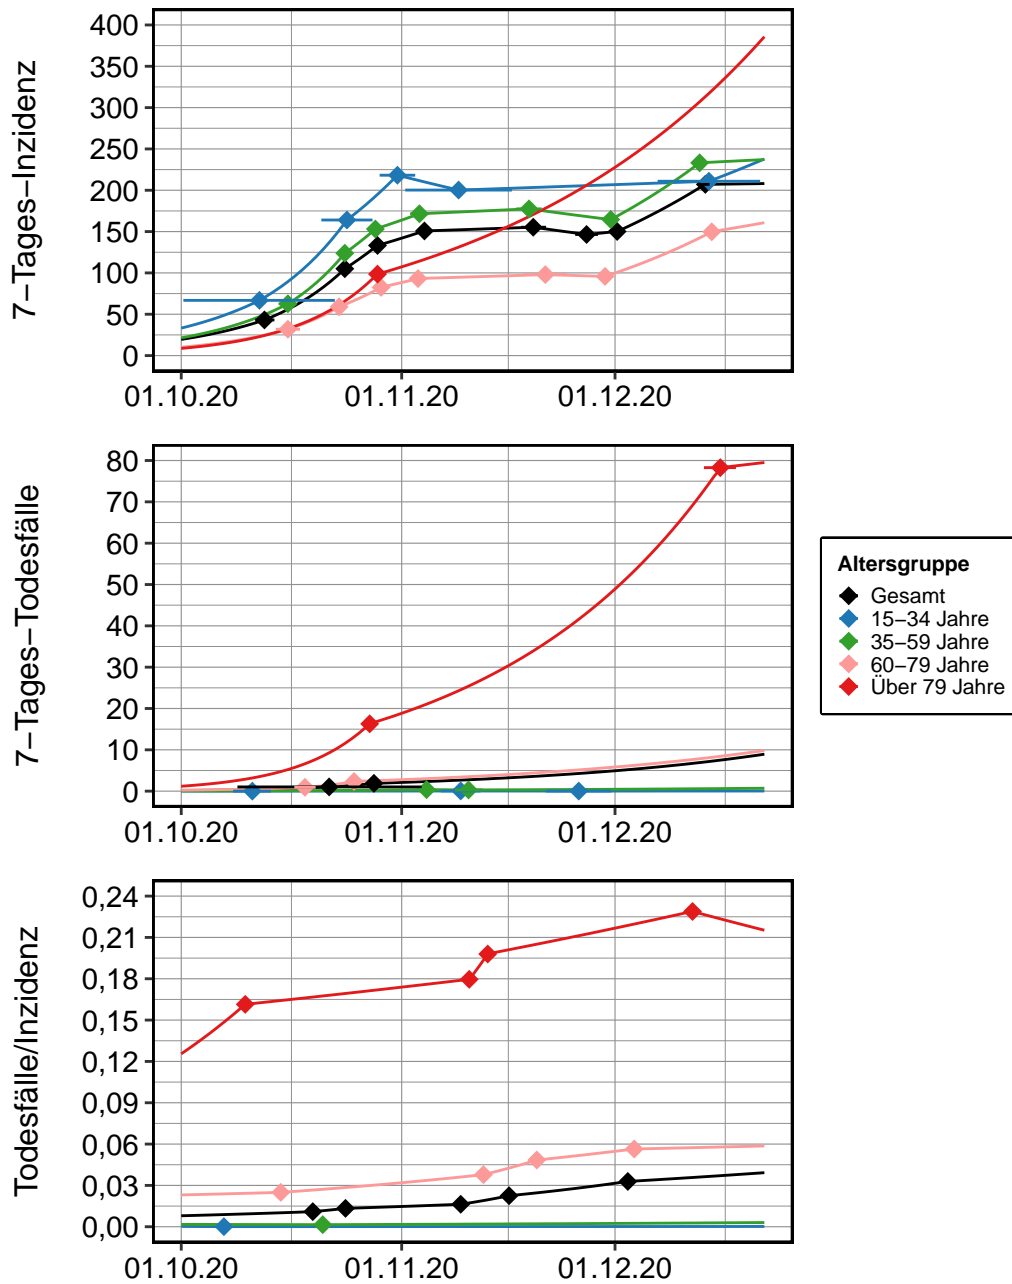 7–Tages–Inzidenz
400
350
300
250
200
150
100
50
0
01.10.20 01.11.20 01.12.20
7–Tages–Todesfälle
80
70
60
50
40
30
20
10
0
01.10.20 01.11.20 01.12.20
Altersgruppe
Gesamt
15–34 Jahre
35–59 Jahre
60–79 Jahre
Über 79 Jahre
Todesfälle/Inzidenz
0,24
0,21
0,18
0,15
0,12
0,09
0,06
0,03
0,00
01.10.20 01.11.20 01.12.20